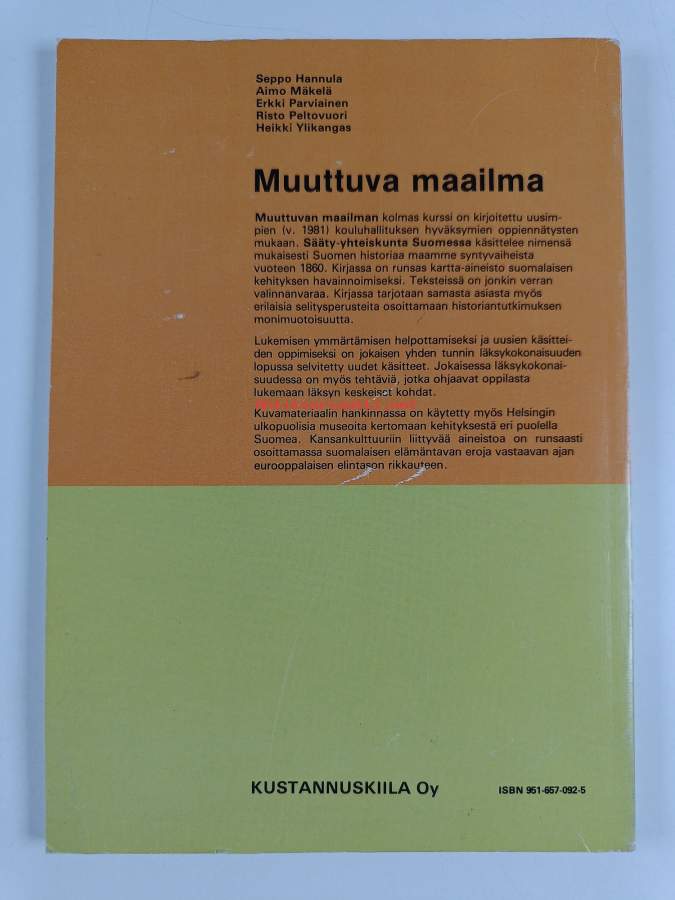 Seppo Hannula
Aimo Mäkelä
Erkki Parviainen
Risto Peltovuori
Heikki Ylikangas
Muuttuva maailma
Muuttuvan maailman kolmas kurssi on kirjoitettu uusim-
pien (v. 1981) kouluhallituksen hyväksymien oppiennätysten
mukaan. Sääty-yhteiskunta Suomessa käsittelee nimensä
mukaisesti Suomen historiaa maamme syntyvaiheista
vuoteen 1860. Kirjassa on runsas kartta-aineisto suomalaisen
kehityksen havainnoimiseksi. Teksteissä on jonkin verran
valinnanvaraa. Kirjassa tarjotaan samasta asiasta myös
erilaisia selitysperusteita osoittamaan historiantutkimuksen
monimuotoisuutta.
Lukemisen ymmärtämisen helpottamiseksi ja uusien käsittei-
den oppimiseksi on jokaisen yhden tunnin läksykokonaisuuden
lopussa selvitetty uudet käsitteet. Jokaisessa läksykokonai-
suudessa on myös tehtäviä, jotka ohjaavat oppilasta
lukemaan läksyn keskeiset kohdat.
Kuvamateriaalin hankinnassa on käytetty myös Helsingin
ulkopuolisia museoita kertomaan kehityksestä eri puolella
Suomea. Kansankulttuuriin liittyvää aineistoa on runsaasti
osoittamassa suomalaisen elämäntavan eroja vastaavan ajan
eurooppalaisen elintason rikkauteen.
KUSTANNUSKIILA Oy
ISBN 951-657-092-5